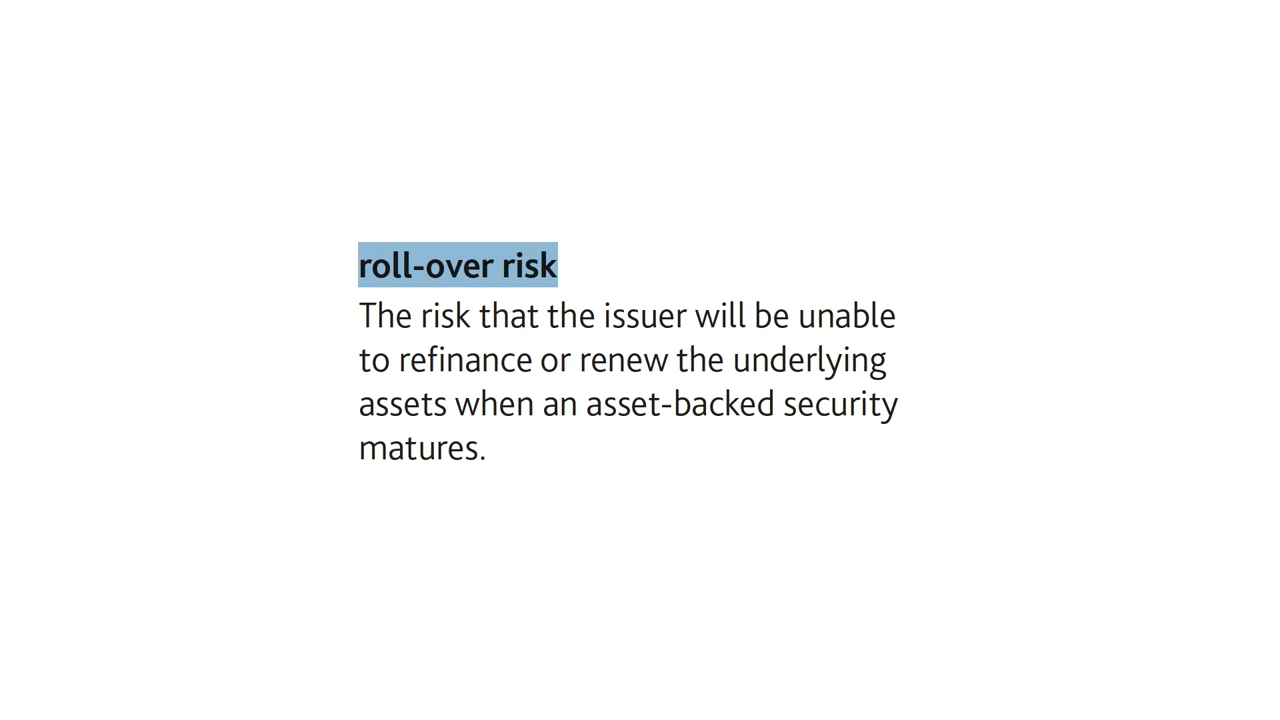 roll-over risk
The risk that the issuer will be unable
to refinance or renew the underlying
assets when an asset-backed security
matures.